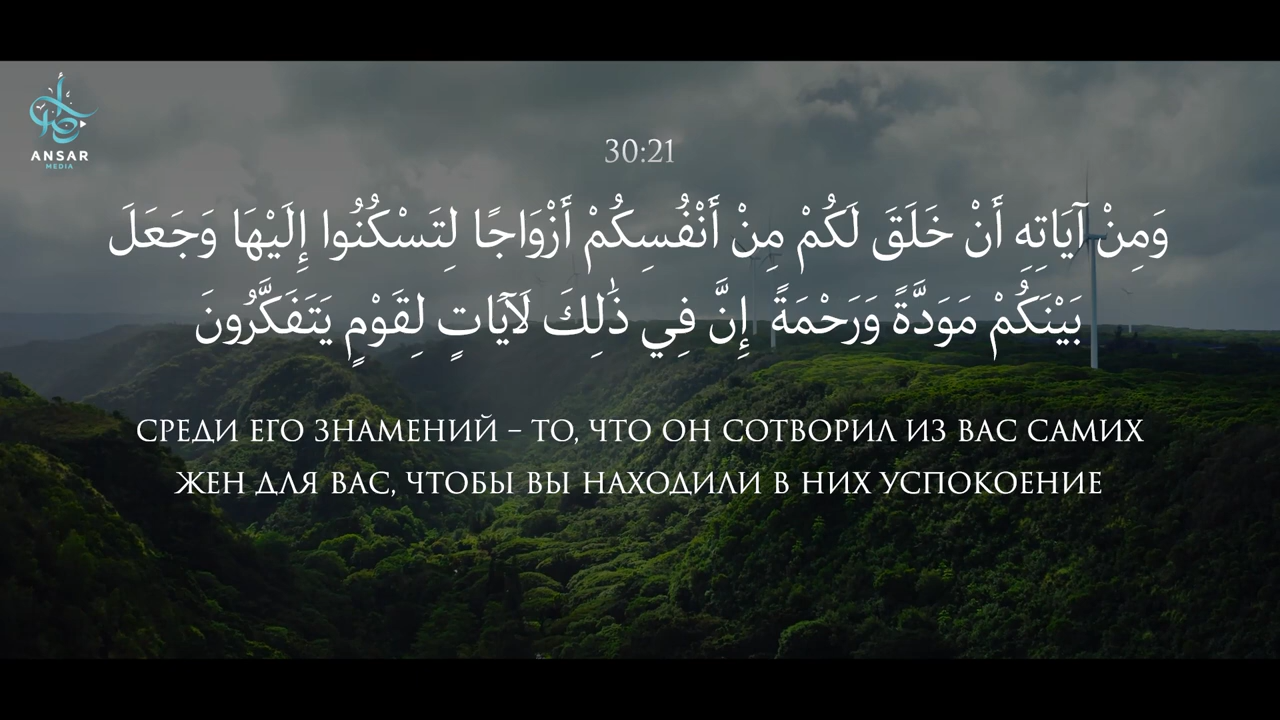 ANSAR
MEDIA
30:21
وَمِنْ آيَاتِهِ أَنْ خَلَقَ لَكُمْ مِنْ أَنْفُسِكُمْ أَزْوَاجًا لِتَسْكُنُوا إِلَيْهَا وَجَعَلَ
بَيْنَكُمْ مَوَدَّةً وَرَحْمَةً إِنَّ فِي ذَٰلِكَ لَآيَاتٍ لِقَوْمٍ يَتَفَكَّرُونَ
СРЕДИ ЕГО ЗНАМЕНИЙ – ТО, ЧТО ОН СОТВОРИЛ ИЗ ВАС САМИХ
ЖЕН ДЛЯ ВАС, ЧТОБЫ ВЫ НАХОДИЛИ В НИХ УСПОКОЕНИЕ